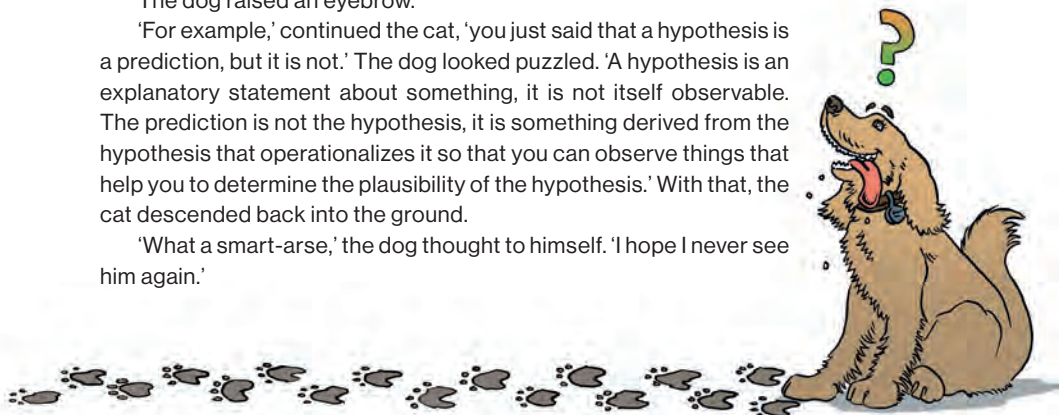 The dog raised an eyebrow.
‘For example,’ continued the cat, ‘you just said that a hypothesis is
a prediction, but it is not.’ The dog looked puzzled. ‘A hypothesis is an
explanatory statement about something, it is not itself observable.
The prediction is not the hypothesis, it is something derived from the
hypothesis that operationalizes it so that you can observe things that
help you to determine the plausibility of the hypothesis.’ With that, the
cat descended back into the ground.
‘What a smart-arse,’ the dog thought to himself. ‘I hope I never see
him again.’
?